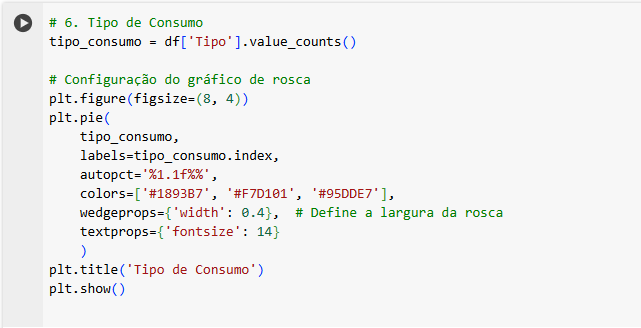 # 6. Tipo de Consumo
tipo_consumo = df['Tipo'].value_counts()
# Configuração do gráfico de rosca
plt.figure(figsize=(8, 4))
plt.pie(
    tipo_consumo,
    labels=tipo_consumo.index,
    autopct='%1.1f%%',
    colors=['#1893B7', '#F7D101', '#95DDE7'],
    wedgeprops={'width': 0.4},  # Define a largura da rosca
    textprops={'fontsize': 14}
    )
plt.title('Tipo de Consumo')
plt.show()